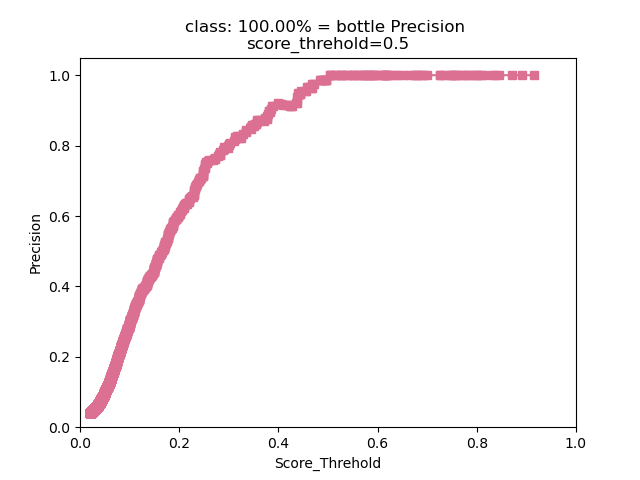 class: 100.00% = bottle Precision
score_threhold=0.5
1.0
0.8
0.6
0.4
0.2
0.0
Precision
0.0 0.2 0.4 0.6 0.8 1.0
Score_Threhold